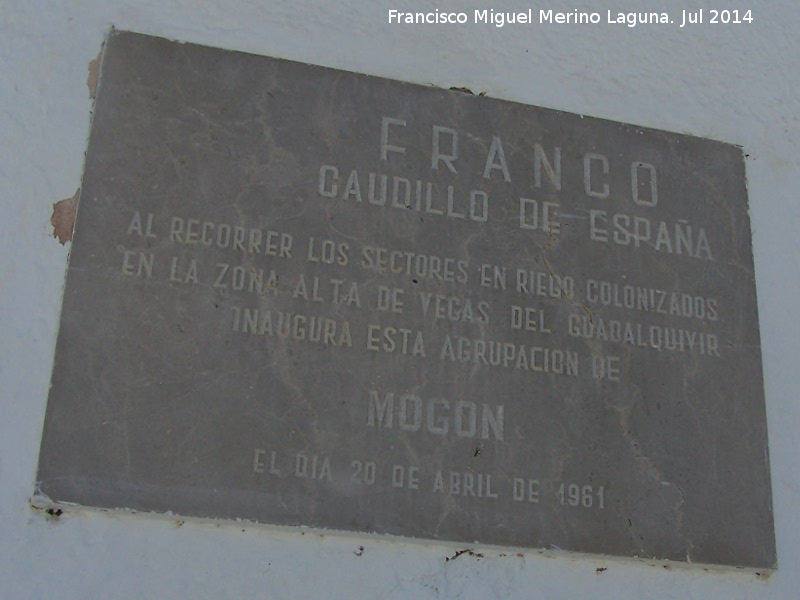 Francisco Miguel Merino Laguna. Jul 2014
FRANCO
CAUDILLO DE ESPAÑA
AL RECORRER LOS SECTORES EN RIEGO COLONIZADOS
EN LA ZONA ALTA DE VEGAS DEL GUADALQUIVIR
INAUGURA ESTA AGRUPACION DE
MOGON
EL DIA 20 DE ABRIL DE 1961